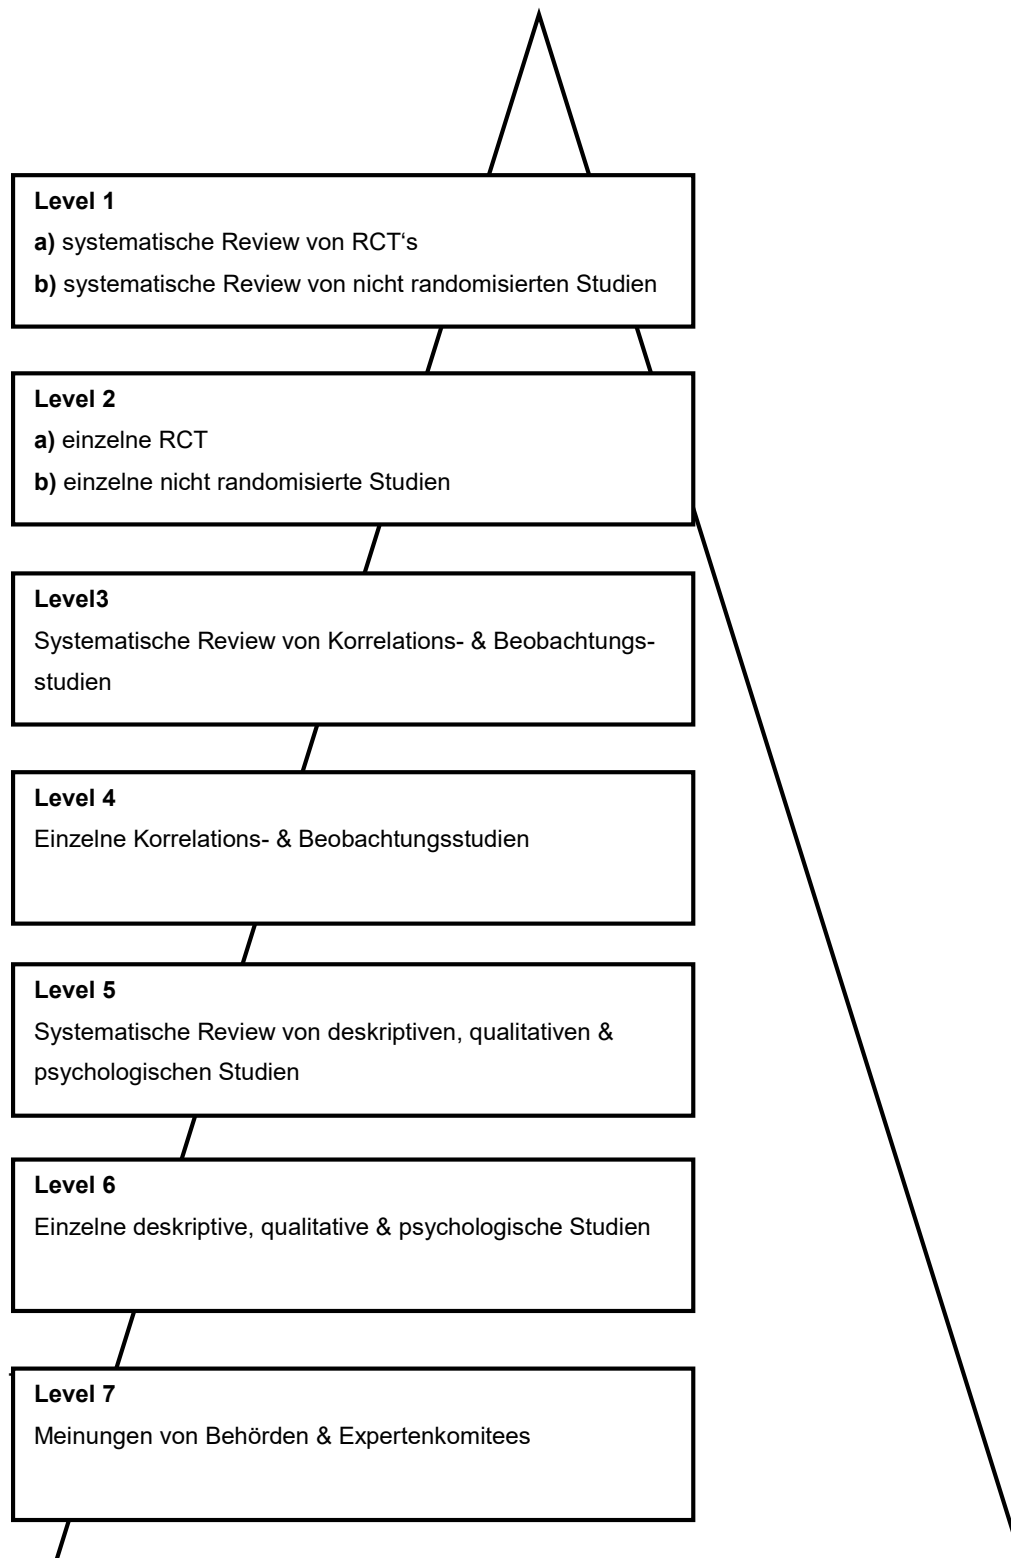 Level 1
a) systematische Review von RCT‘s
b) systematische Review von nicht randomisierten Studien
Level 2
a) einzelne RCT
b) einzelne nicht randomisierte Studien
Level3
Systematische Review von Korrelations- & Beobachtungs-
studien
Level 4
Einzelne Korrelations- & Beobachtungsstudien
Level 5
Systematische Review von deskriptiven, qualitativen &
psychologischen Studien
Level 6
Einzelne deskriptive, qualitative & psychologische Studien
Level 7
Meinungen von Behörden & Expertenkomitees